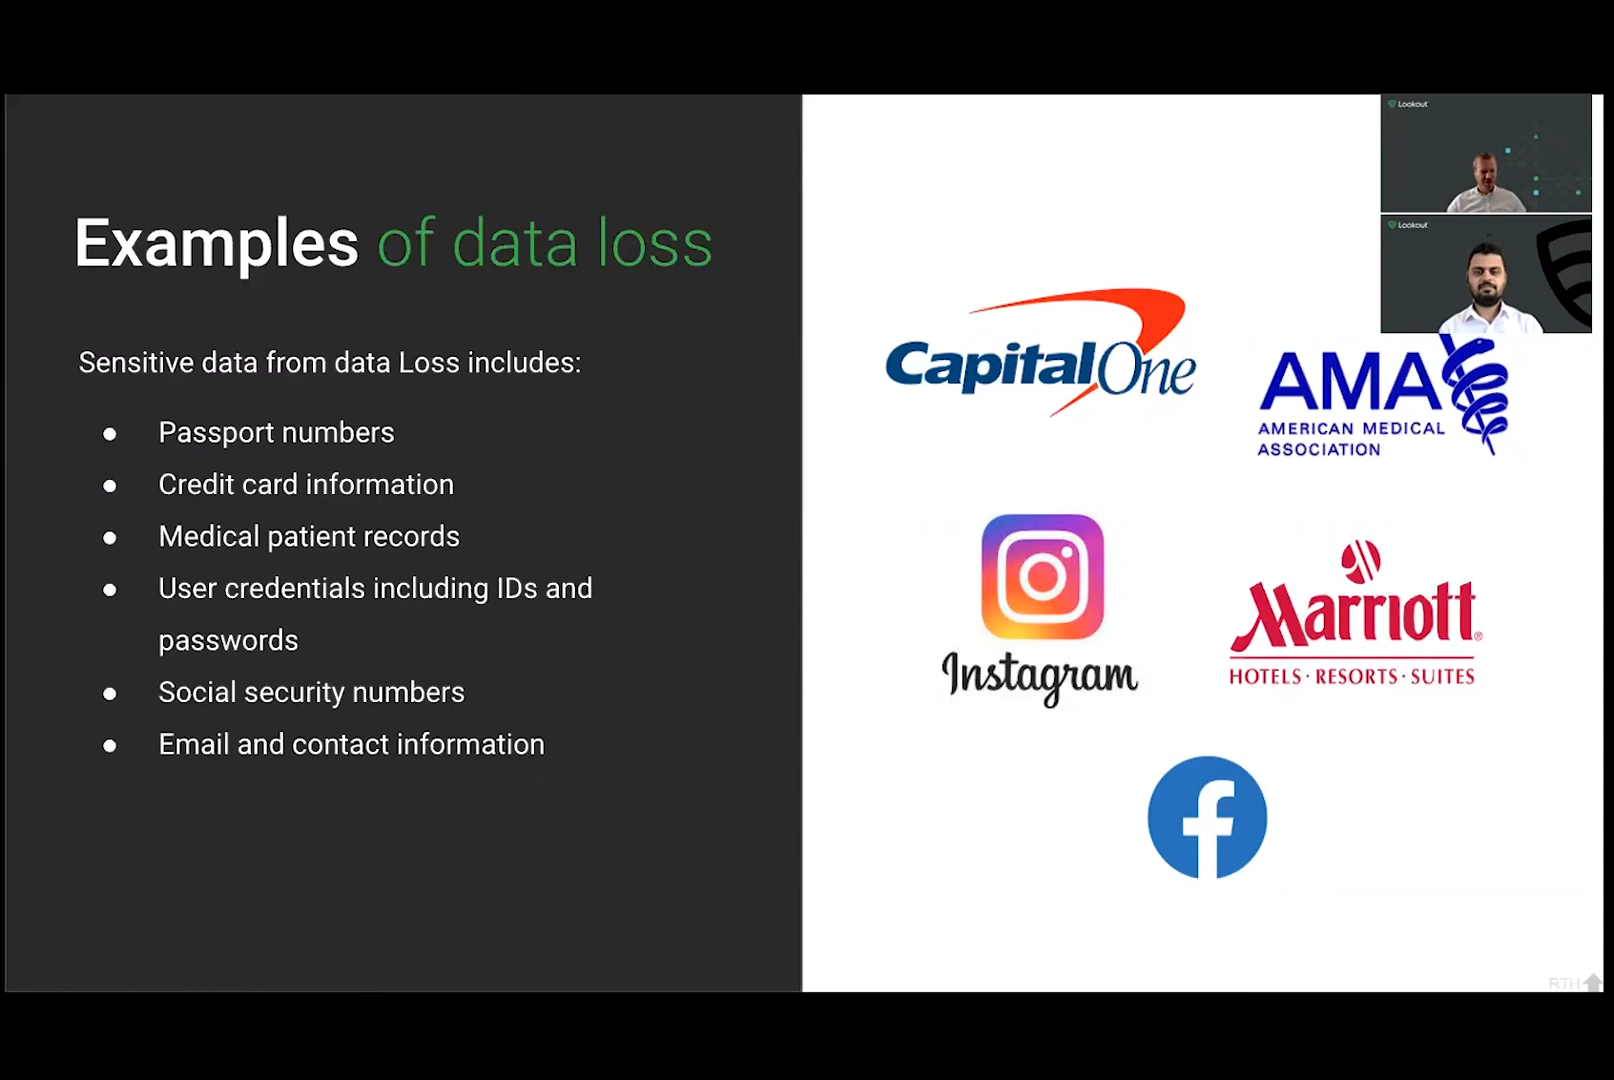 Examples of data loss
Sensitive data from data Loss includes:
● Passport numbers
● Credit card information
● Medical patient records
● User credentials including IDs and
passwords
● Social security numbers
● Email and contact information
Lookout
Lookout
CapitalOne
AMA
AMERICAN MEDICAL
ASSOCIATION
Instagram
Marriott®
HOTELS · RESORTS · SUITES
f
RTH